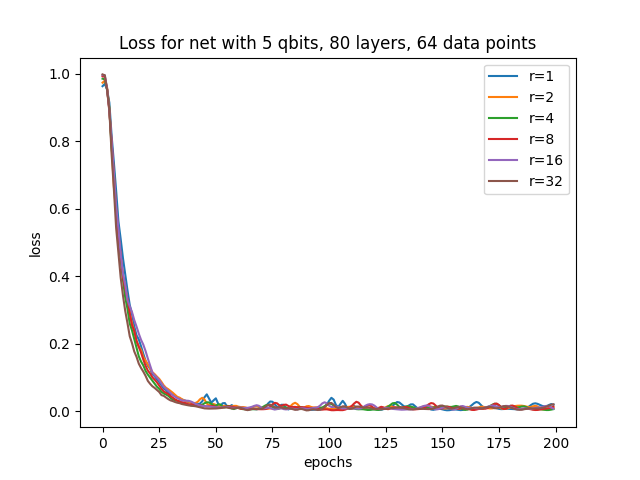 Loss for net with 5 qbits, 80 layers, 64 data points
1.0
0.8
0.6
0.4
0.2
0.0
loss
r=1
r=2
r=4
r=8
r=16
r=32
0 25 50 75 100 125 150 175 200
epochs